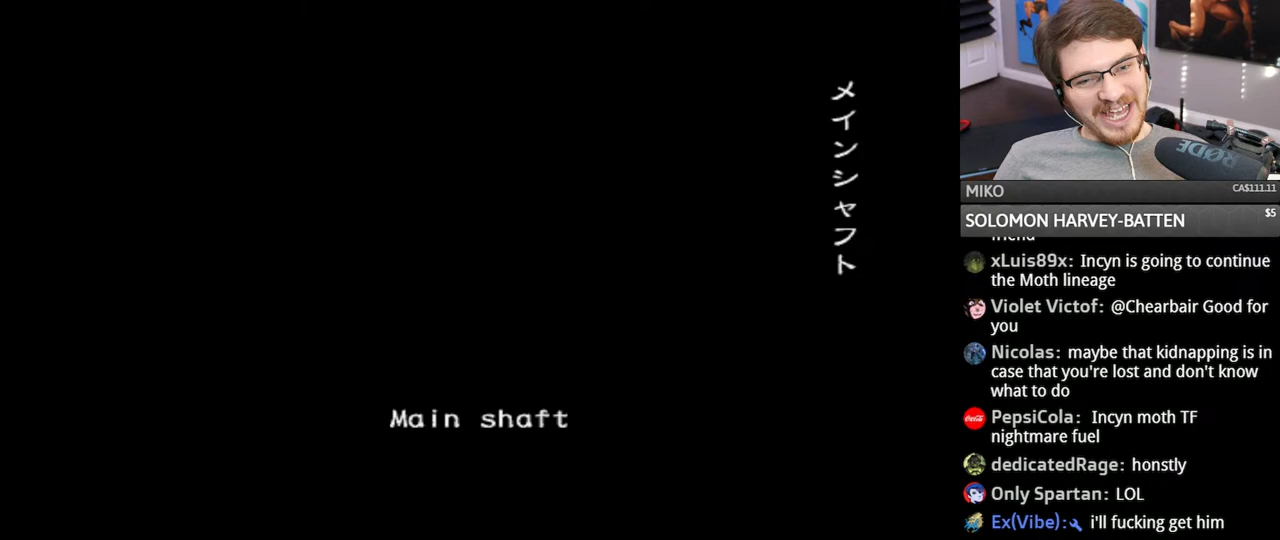 メインシャフト
Main shaft
RØDE
MIKO CA$111.11
SOLOMON HARVEY-BATTEN $5
friend
xLuis89x: Incyn is going to continue
the Moth lineage
Violet Victof: @Chearbair Good for
you
Nicolas: maybe that kidnapping is in
case that you're lost and don't know
what to do
PepsiCola: Incyn moth TF
nightmare fuel
dedicatedRage: honstly
Only Spartan: LOL
Ex(Vibe): i'll fucking get him